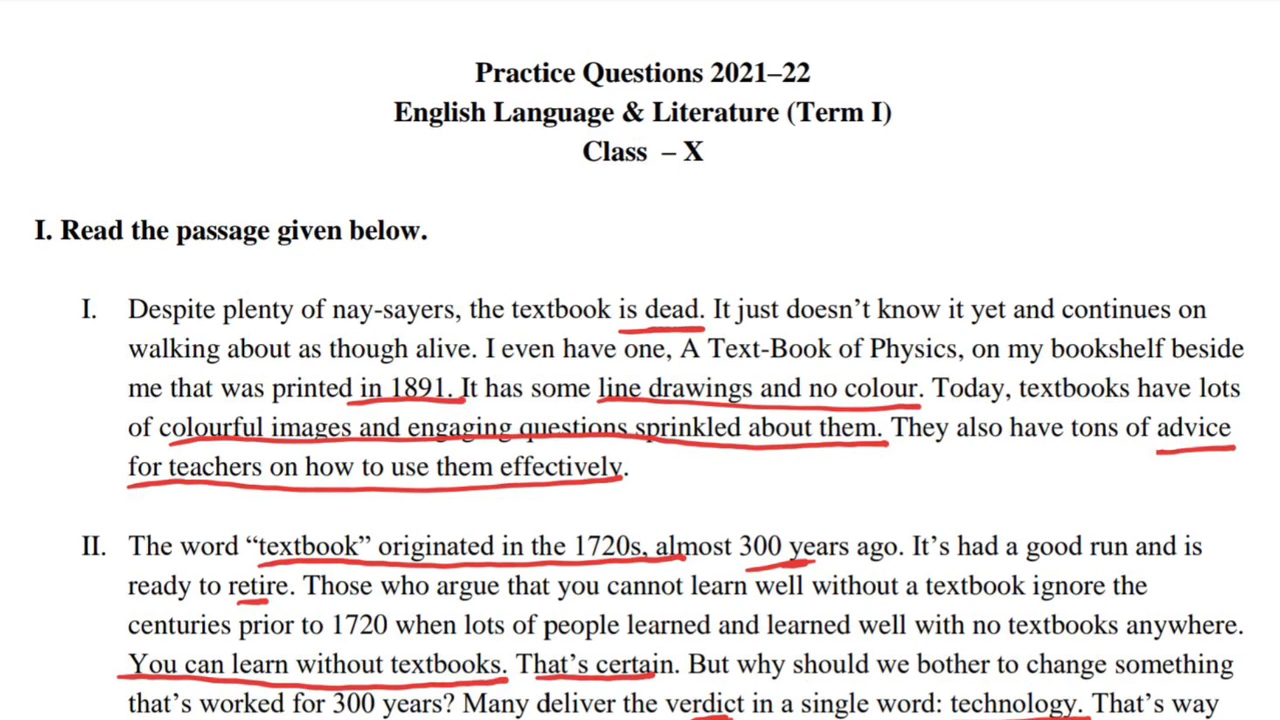 Practice Questions 2021–22
English Language & Literature (Term I)
Class – X
I. Read the passage given below.
I. Despite plenty of nay-sayers, the textbook is dead. It just doesn’t know it yet and continues on
walking about as though alive. I even have one, A Text-Book of Physics, on my bookshelf beside
me that was printed in 1891. It has some line drawings and no colour. Today, textbooks have lots
of colourful images and engaging questions sprinkled about them. They also have tons of advice
for teachers on how to use them effectively.
II. The word “textbook” originated in the 1720s, almost 300 years ago. It’s had a good run and is
ready to retire. Those who argue that you cannot learn well without a textbook ignore the
centuries prior to 1720 when lots of people learned and learned well with no textbooks anywhere.
You can learn without textbooks. That’s certain. But why should we bother to change something
that’s worked for 300 years? Many deliver the verdict in a single word: technology. That’s way